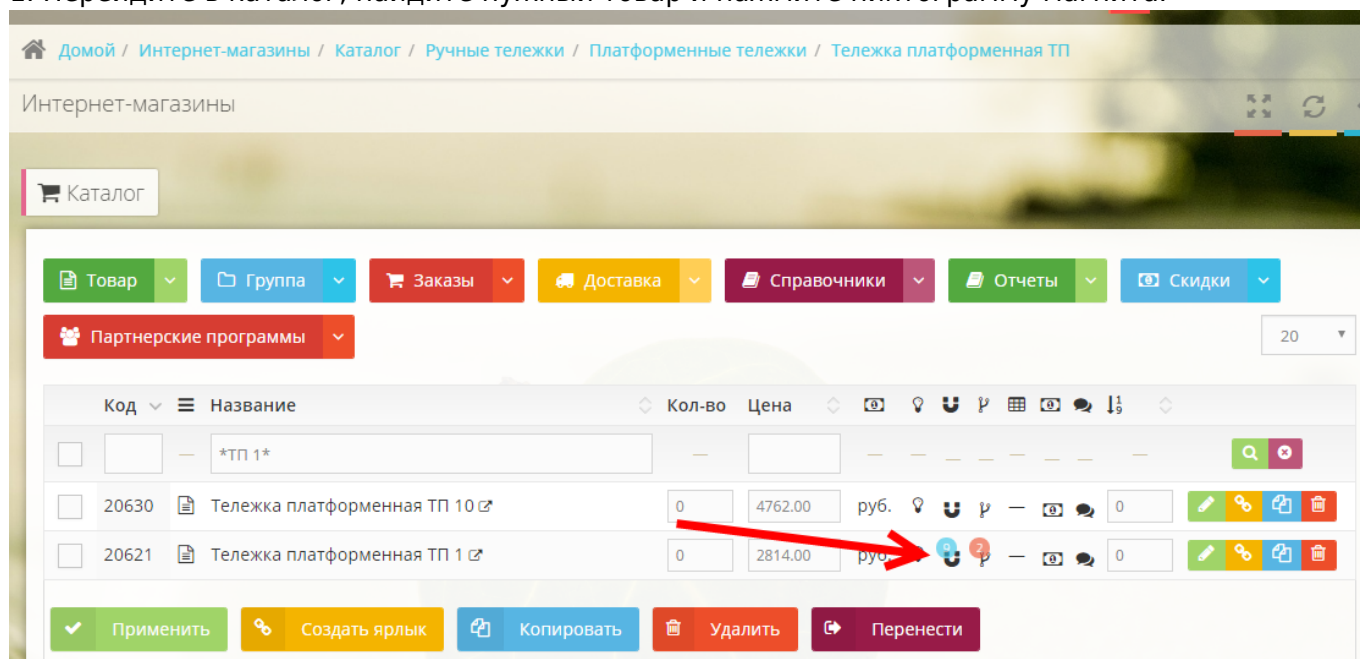 Домой / Интернет-магазины / Каталог / Ручные тележки / Платформенные тележки / Тележка платформенная ТП
Интернет-магазины
Каталог
Товар Группа Заказы Доставка Справочники Отчеты Скидки
Партнерские программы 20
Код Название Кол-во Цена
*ТП 1*
20630 Тележка платформенная ТП 10 0 4762.00 руб. 0
20621 Тележка платформенная ТП 1 0 2814.00 руб. 2 0
Применить Создать ярлык Копировать Удалить Перенести